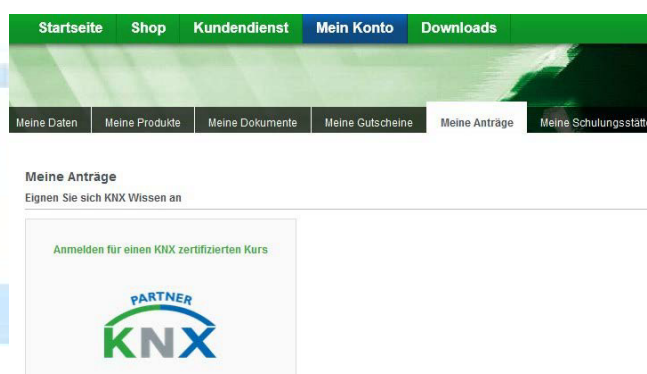 Startseite Shop Kundendienst Mein Konto Downloads
Meine Daten Meine Produkte Meine Dokumente Meine Gutscheine Meine Anträge Meine Schulungsstätte
Meine Anträge
Eignen Sie sich KNX Wissen an
Anmelden für einen KNX zertifizierten Kurs
PARTNER
KNX